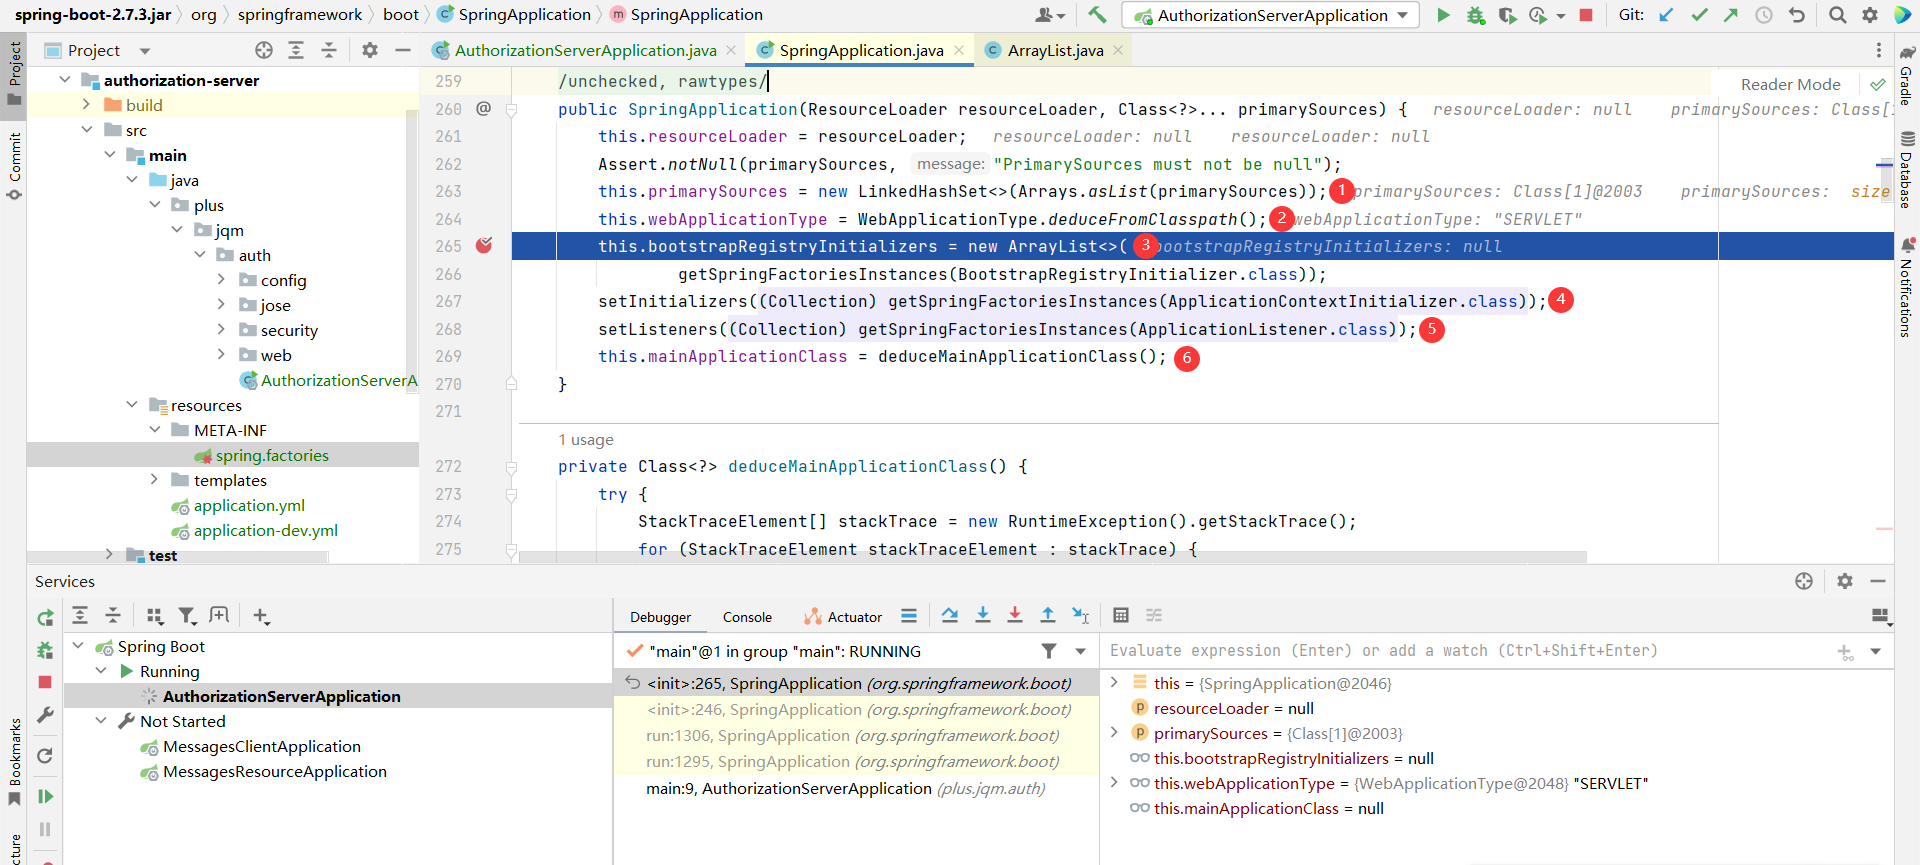 spring-boot-2.7.3.jar org springframework boot SpringApplication SpringApplication
AuthorizationServerApplication Git:
Project
AuthorizationServerApplication.java SpringApplication.java ArrayList.java
Project
Commit
Bookmarks
Gradle
Database
Notifications
authorization-server
build
src
main
java
plus
jqm
auth
config
jose
security
web
AuthorizationServerA
resources
META-INF
spring.factories
templates
application.yml
application-dev.yml
test
Reader Mode
259 /unchecked, rawtypes/
260 @ public SpringApplication(ResourceLoader resourceLoader, Class<?>... primarySources) { resourceLoader: null primarySources: Class[1
261 this.resourceLoader = resourceLoader; resourceLoader: null resourceLoader: null
262 Assert.notNull(primarySources, message: "PrimarySources must not be null");
263 this.primarySources = new LinkedHashSet<>(Arrays.asList(primarySources)); 1 primarySources: Class[1]@2003 primarySources: size
264 this.webApplicationType = WebApplicationType.deduceFromClasspath(); 2 webApplicationType: "SERVLET"
265 this.bootstrapRegistryInitializers = new ArrayList<>( 3 bootstrapRegistryInitializers: null
266 getSpringFactoriesInstances(BootstrapRegistryInitializer.class));
267 setInitializers((Collection) getSpringFactoriesInstances(ApplicationContextInitializer.class)); 4
268 setListeners((Collection) getSpringFactoriesInstances(ApplicationListener.class)); 5
269 this.mainApplicationClass = deduceMainApplicationClass(); 6
270 }
271
1 usage
272 private Class<?> deduceMainApplicationClass() {
273 try {
274 StackTraceElement[] stackTrace = new RuntimeException().getStackTrace();
275 for (StackTraceElement stackTraceElement : stackTrace) {
Services
Spring Boot
Running
AuthorizationServerApplication
Not Started
MessagesClientApplication
MessagesResourceApplication
Debugger Console Actuator
"main"@1 in group "main": RUNNING
<init>:265, SpringApplication (org.springframework.boot)
<init>:246, SpringApplication (org.springframework.boot)
run:1306, SpringApplication (org.springframework.boot)
run:1295, SpringApplication (org.springframework.boot)
main:9, AuthorizationServerApplication (plus.jqm.auth)
Evaluate expression (Enter) or add a watch (Ctrl+Shift+Enter)
this = {SpringApplication@2046}
p resourceLoader = null
p primarySources = {Class[1]@2003}
this.bootstrapRegistryInitializers = null
this.webApplicationType = {WebApplicationType@2048} "SERVLET"
this.mainApplicationClass = null